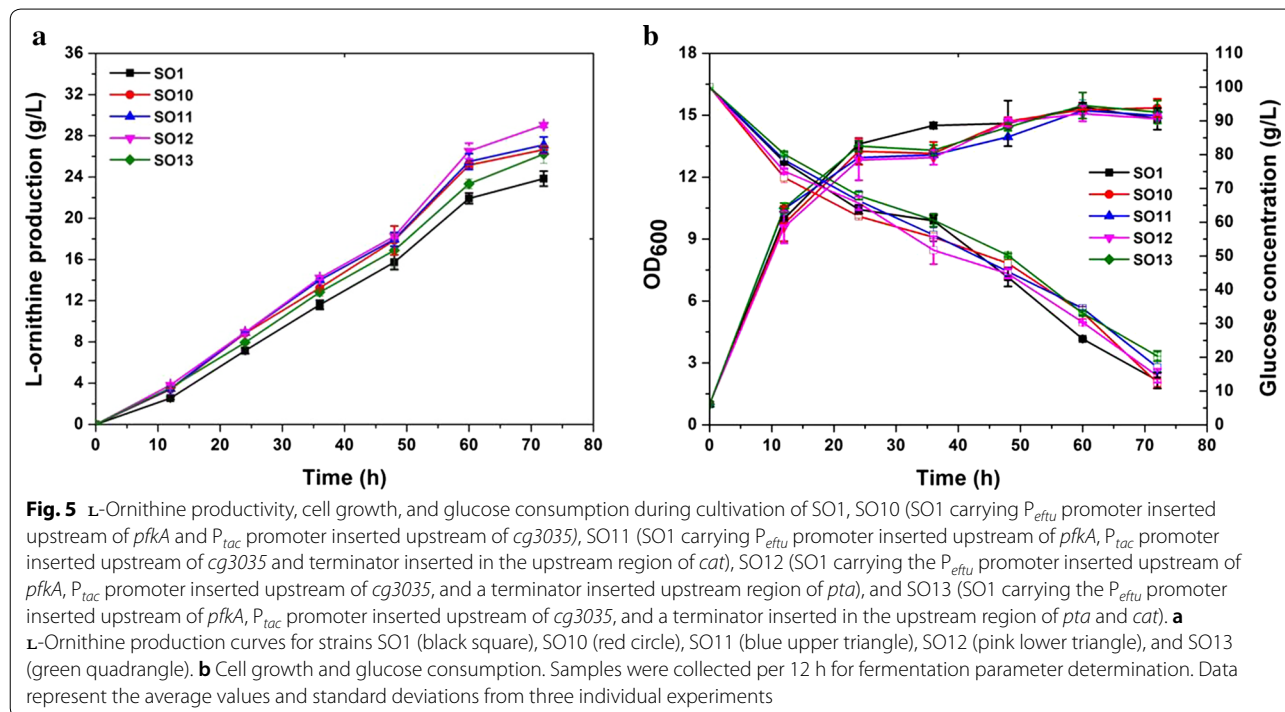 a
L-ornithine production (g/L)
36
32
28
24
20
16
12
8
4
0
SO1
SO10
SO11
SO12
SO13
0 10 20 30 40 50 60 70 80
Time (h)
b
OD600
18
15
12
9
6
3
0
SO1
SO10
SO11
SO12
SO13
110
100
90
80
70
60
50
40
30
20
10
0
Glucose concentration (g/L)
0 10 20 30 40 50 60 70 80
Time (h)
Fig. 5 L-Ornithine productivity, cell growth, and glucose consumption during cultivation of SO1, SO10 (SO1 carrying Peftu promoter inserted
upstream of pfkA and Ptac promoter inserted upstream of cg3035), SO11 (SO1 carrying Peftu promoter inserted upstream of pfkA, Ptac promoter
inserted upstream of cg3035 and terminator inserted in the upstream region of cat), SO12 (SO1 carrying the Peftu promoter inserted upstream of
pfkA, Ptac promoter inserted upstream of cg3035, and a terminator inserted upstream region of pta), and SO13 (SO1 carrying the Peftu promoter
inserted upstream of pfkA, Ptac promoter inserted upstream of cg3035, and a terminator inserted in the upstream region of pta and cat). a
L-Ornithine production curves for strains SO1 (black square), SO10 (red circle), SO11 (blue upper triangle), SO12 (pink lower triangle), and SO13
(green quadrangle). b Cell growth and glucose consumption. Samples were collected per 12 h for fermentation parameter determination. Data
represent the average values and standard deviations from three individual experiments